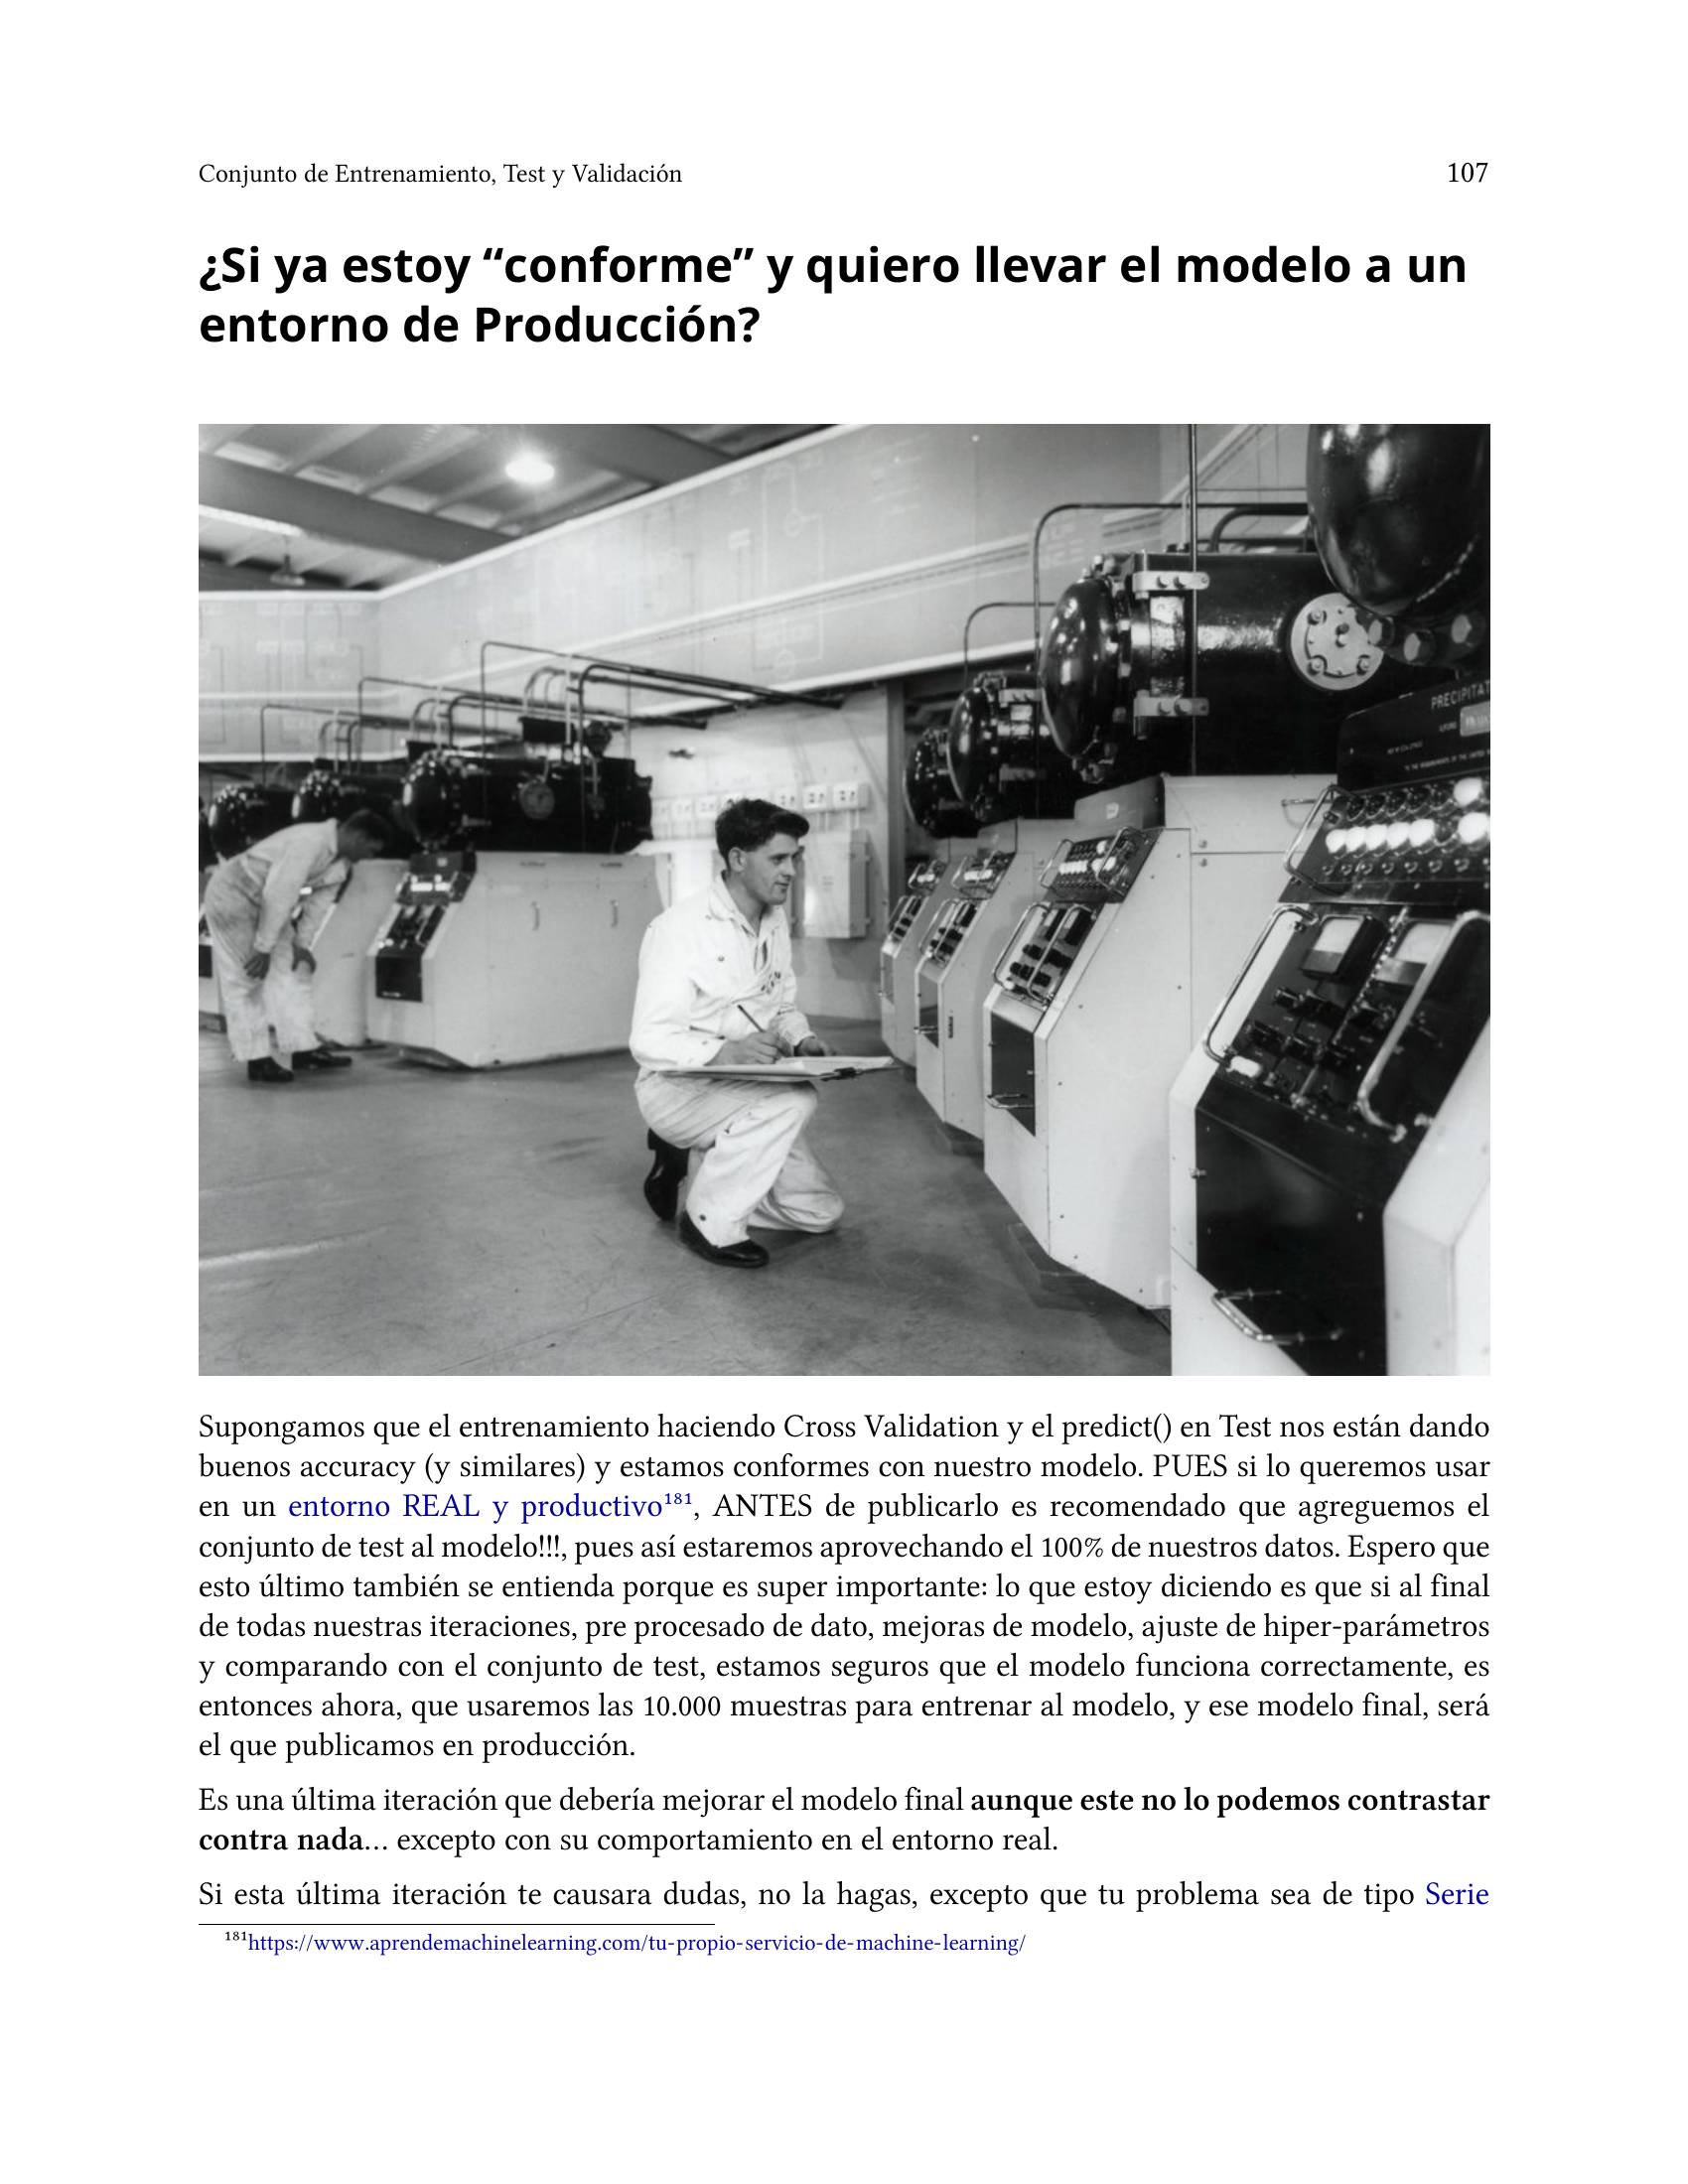 Conjunto de Entrenamiento, Test y Validación 107
¿Si ya estoy “conforme” y quiero llevar el modelo a un
entorno de Producción?
PRECIPITAT
Supongamos que el entrenamiento haciendo Cross Validation y el predict() en Test nos están dando
buenos accuracy (y similares) y estamos conformes con nuestro modelo. PUES si lo queremos usar
en un entorno REAL y productivo¹⁸¹, ANTES de publicarlo es recomendado que agreguemos el
conjunto de test al modelo!!!, pues así estaremos aprovechando el 100% de nuestros datos. Espero que
esto último también se entienda porque es super importante: lo que estoy diciendo es que si al final
de todas nuestras iteraciones, pre procesado de dato, mejoras de modelo, ajuste de hiper-parámetros
y comparando con el conjunto de test, estamos seguros que el modelo funciona correctamente, es
entonces ahora, que usaremos las 10.000 muestras para entrenar al modelo, y ese modelo final, será
el que publicamos en producción.
Es una última iteración que debería mejorar el modelo final aunque este no lo podemos contrastar
contra nada… excepto con su comportamiento en el entorno real.
Si esta última iteración te causara dudas, no la hagas, excepto que tu problema sea de tipo Serie
¹⁸¹https://www.aprendemachinelearning.com/tu-propio-servicio-de-machine-learning/